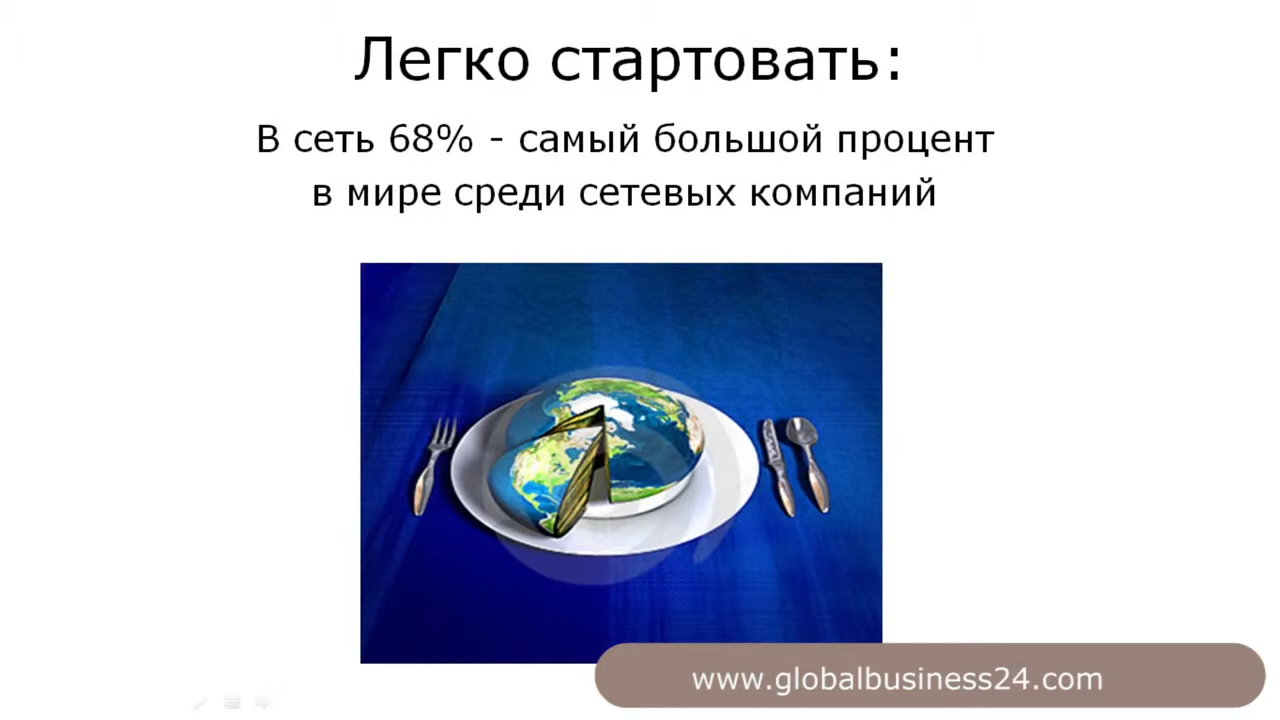 Легко стартовать:
В сеть 68% - самый большой процент
в мире среди сетевых компаний
www.globalbusiness24.com